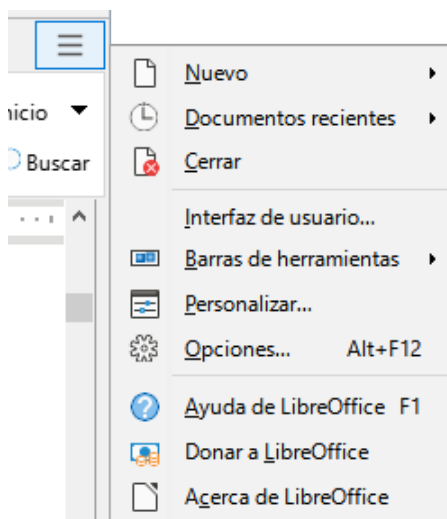 nicio
Buscar
Nuevo
Documentos recientes
Cerrar
Interfaz de usuario...
Barras de herramientas
Personalizar...
Opciones... Alt+F12
Ayuda de LibreOffice F1
Donar a LibreOffice
Acerca de LibreOffice